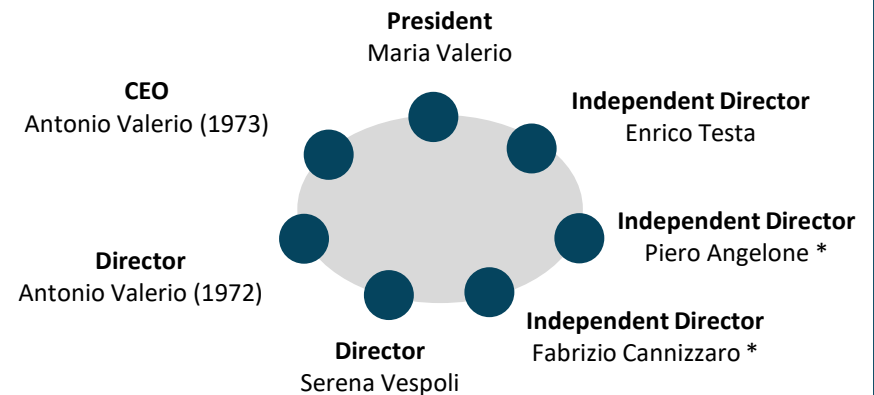 President
Maria Valerio
CEO
Antonio Valerio (1973)
Independent Director
Enrico Testa
Independent Director
Piero Angelone *
Director
Antonio Valerio (1972)
Independent Director
Fabrizio Cannizzaro *
Director
Serena Vespoli